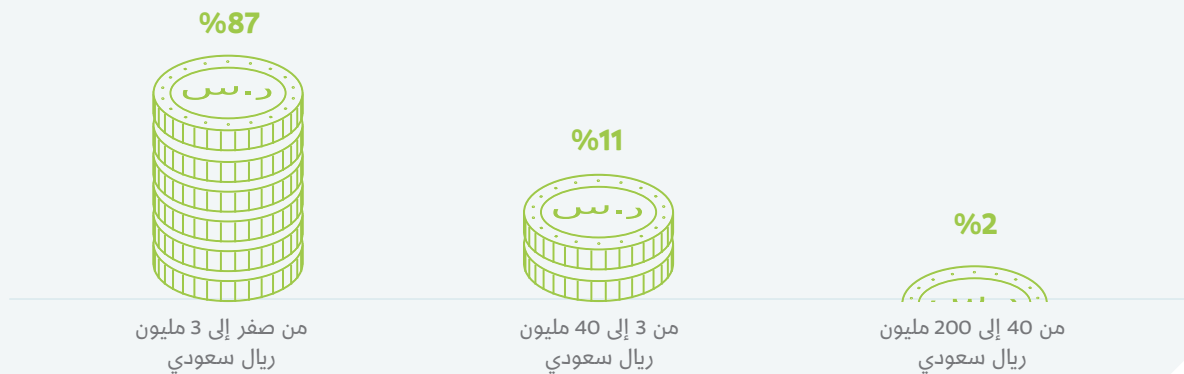 %87
د.س
من صفر إلى 3 مليون
ريال سعودي
%11
د.س
من 3 إلى 40 مليون
ريال سعودي
%2
د.س
من 40 إلى 200 مليون
ريال سعودي